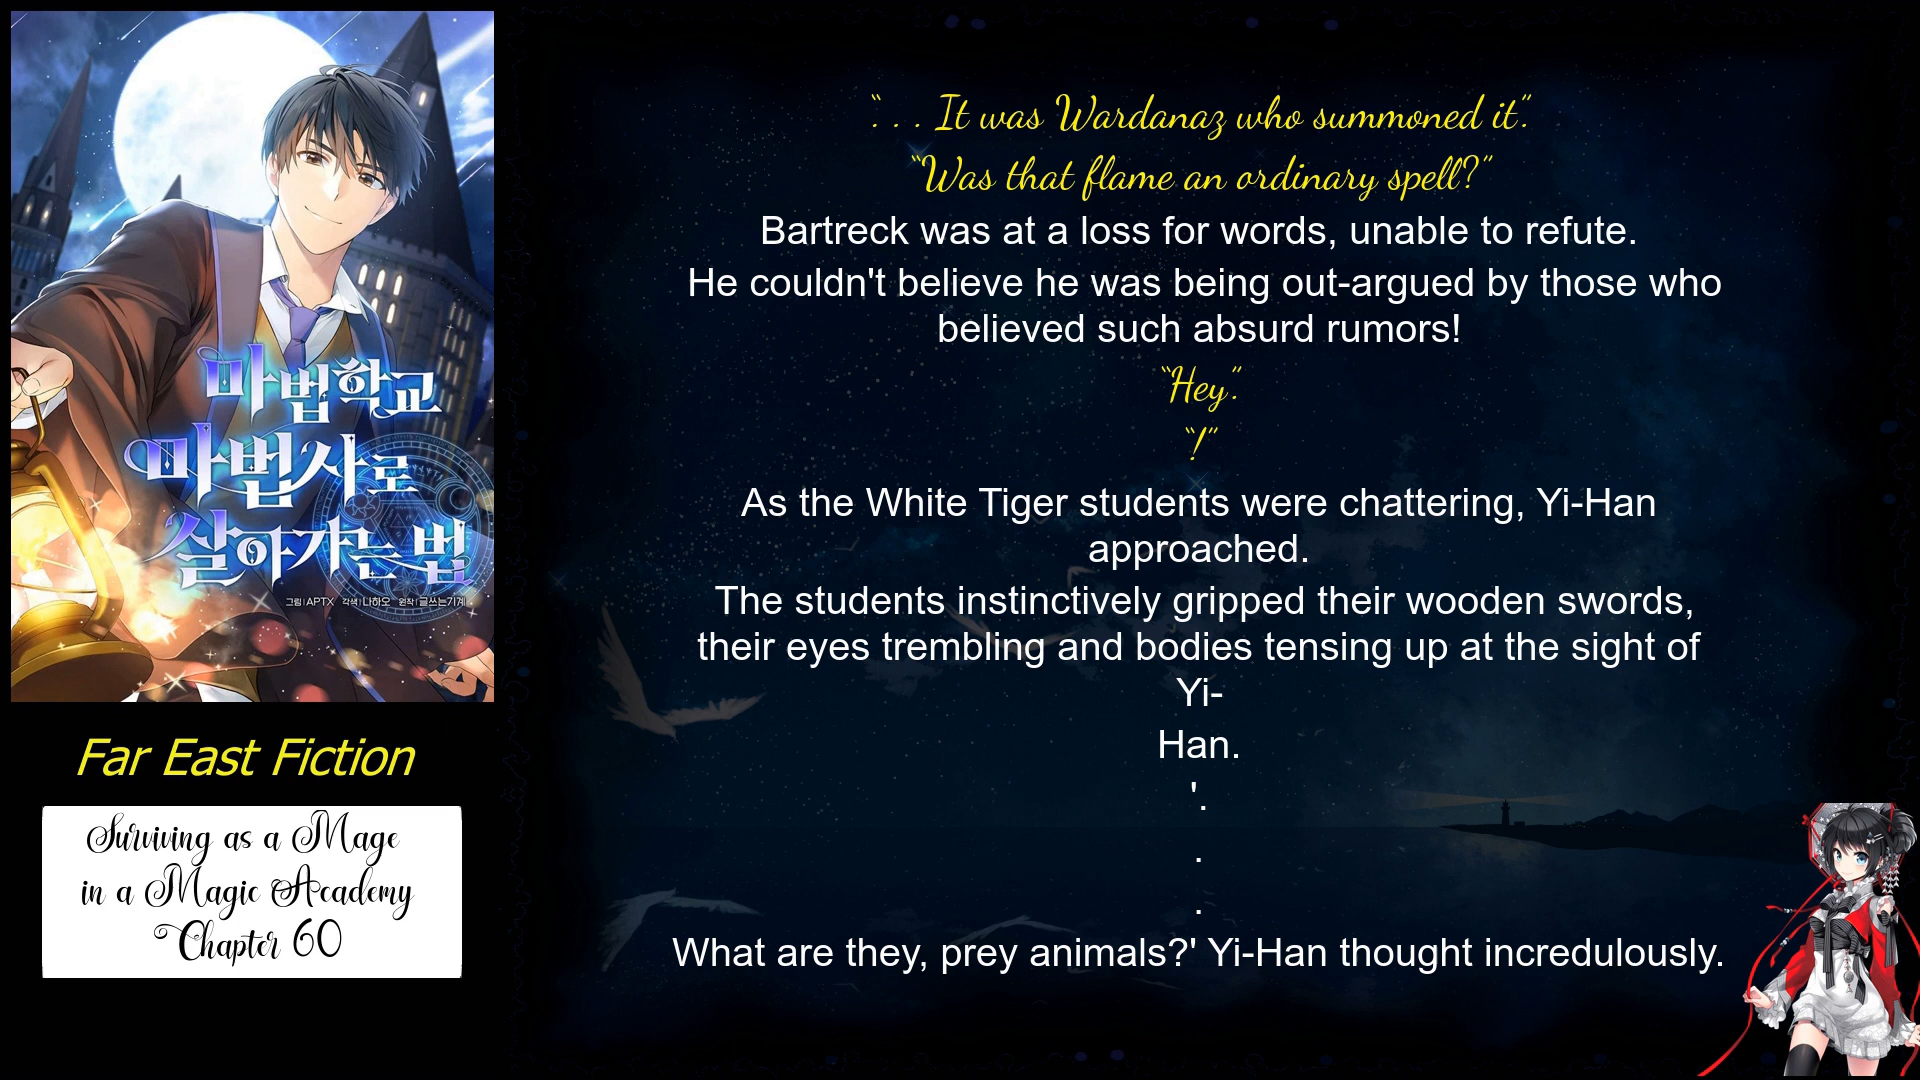 마법학교
마법사로
살아가는 법
그림 | APTX 각색 | 나하오 원작 | 글쓰는기계
Far East Fiction
Surviving as a Mage
in a Magic Academy
Chapter 60
“. . . It was Wardanaz who summoned it.”
“Was that flame an ordinary spell?”
Bartreck was at a loss for words, unable to refute.
He couldn't believe he was being out-argued by those who
believed such absurd rumors!
“Hey.”
“!”
As the White Tiger students were chattering, Yi-Han
approached.
The students instinctively gripped their wooden swords,
their eyes trembling and bodies tensing up at the sight of
Yi-
Han.
'.
.
.
What are they, prey animals?' Yi-Han thought incredulously.